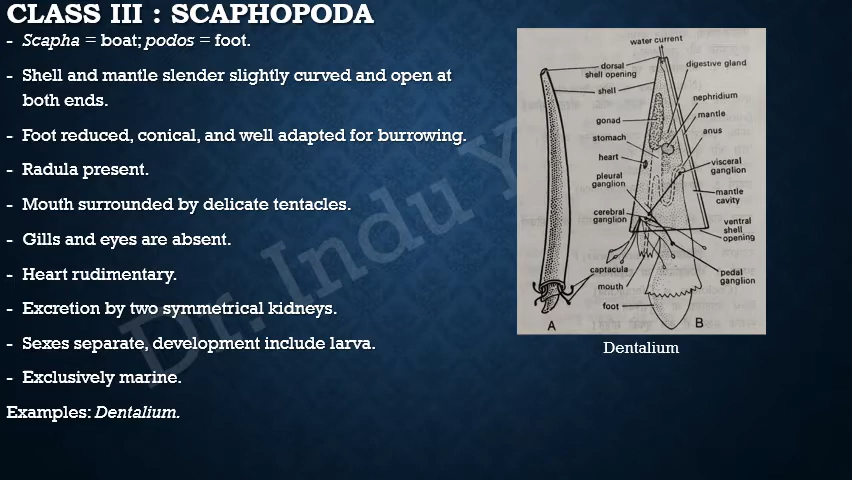 CLASS III : SCAPHOPODA
- Scapha = boat; podos = foot.
- Shell and mantle slender slightly curved and open at
both ends.
- Foot reduced, conical, and well adapted for burrowing.
- Radula present.
- Mouth surrounded by delicate tentacles.
- Gills and eyes are absent.
- Heart rudimentary.
- Excretion by two symmetrical kidneys.
- Sexes separate, development include larva.
- Exclusively marine.
Examples: Dentalium.
water current
dorsal
shell opening
shell
gonad
stomach
heart
pleural
ganglion
cerebral
ganglion
captacula
mouth
foot
digestive gland
nephridium
mantle
anus
visceral
ganglion
mantle
cavity
ventral
shell
opening
pedal
ganglion
A
B
Dentalium
Dr. Indu